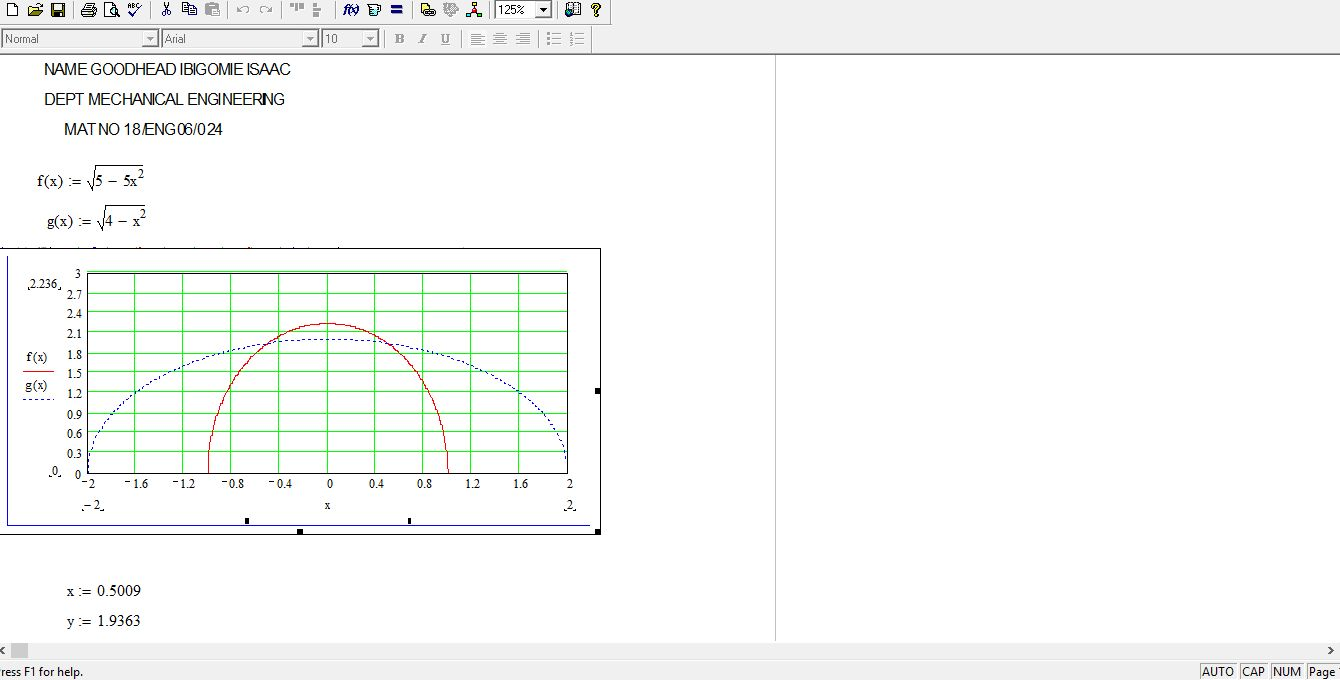 125%
Normal Arial 10 B I U
NAME GOODHEAD IBIGOMIE ISAAC
DEPT MECHANICAL ENGINEERING
MAT NO 18/ENG06/024
f(x) := √5 − 5x²
g(x) := √4 − x²
2.236
f(x)
g(x)
0
3
2.7
2.4
2.1
1.8
1.5
1.2
0.9
0.6
0.3
0
−2 −1.6 −1.2 −0.8 −0.4 0 0.4 0.8 1.2 1.6 2
−2 x 2
x := 0.5009
y := 1.9363
ress F1 for help. AUTO CAP NUM Page